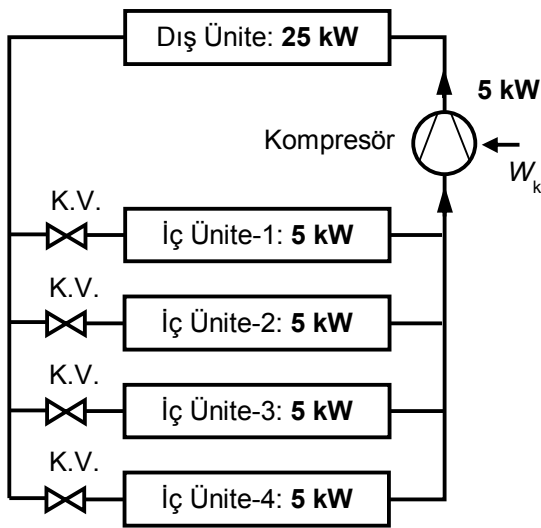 Dış Ünite: 25 kW
5 kW
Kompresör
Wk
K.V.
İç Ünite-1: 5 kW
K.V.
İç Ünite-2: 5 kW
K.V.
İç Ünite-3: 5 kW
K.V.
İç Ünite-4: 5 kW